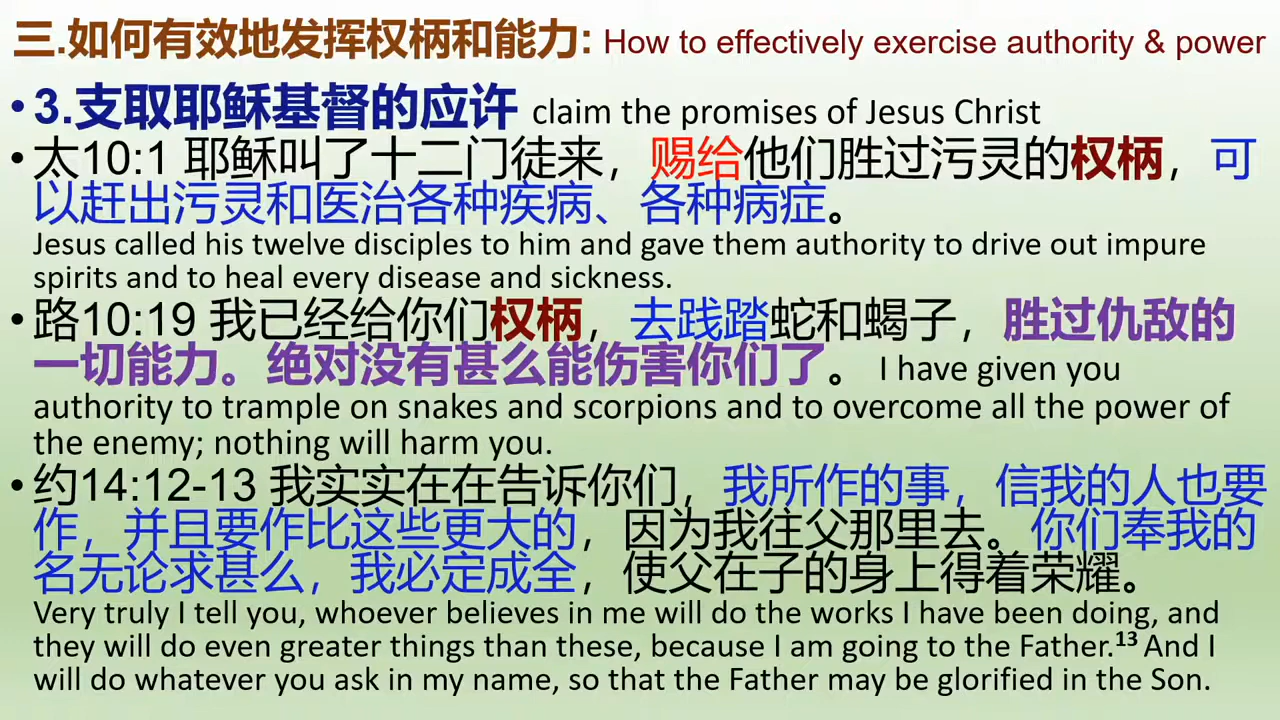 三.如何有效地发挥权柄和能力: How to effectively exercise authority & power
• 3.支取耶稣基督的应许 claim the promises of Jesus Christ
• 太10:1 耶稣叫了十二门徒来，赐给他们胜过污灵的权柄，可
以赶出污灵和医治各种疾病、各种病症。
Jesus called his twelve disciples to him and gave them authority to drive out impure
spirits and to heal every disease and sickness.
• 路10:19 我已经给你们权柄，去践踏蛇和蝎子，胜过仇敌的
一切能力。绝对没有甚么能伤害你们了。 I have given you
authority to trample on snakes and scorpions and to overcome all the power of
the enemy; nothing will harm you.
• 约14:12-13 我实实在在告诉你们，我所作的事，信我的人也要
作，并且要作比这些更大的，因为我往父那里去。你们奉我的
名无论求甚么，我必定成全，使父在子的身上得着荣耀。
Very truly I tell you, whoever believes in me will do the works I have been doing, and
they will do even greater things than these, because I am going to the Father.¹³ And I
will do whatever you ask in my name, so that the Father may be glorified in the Son.